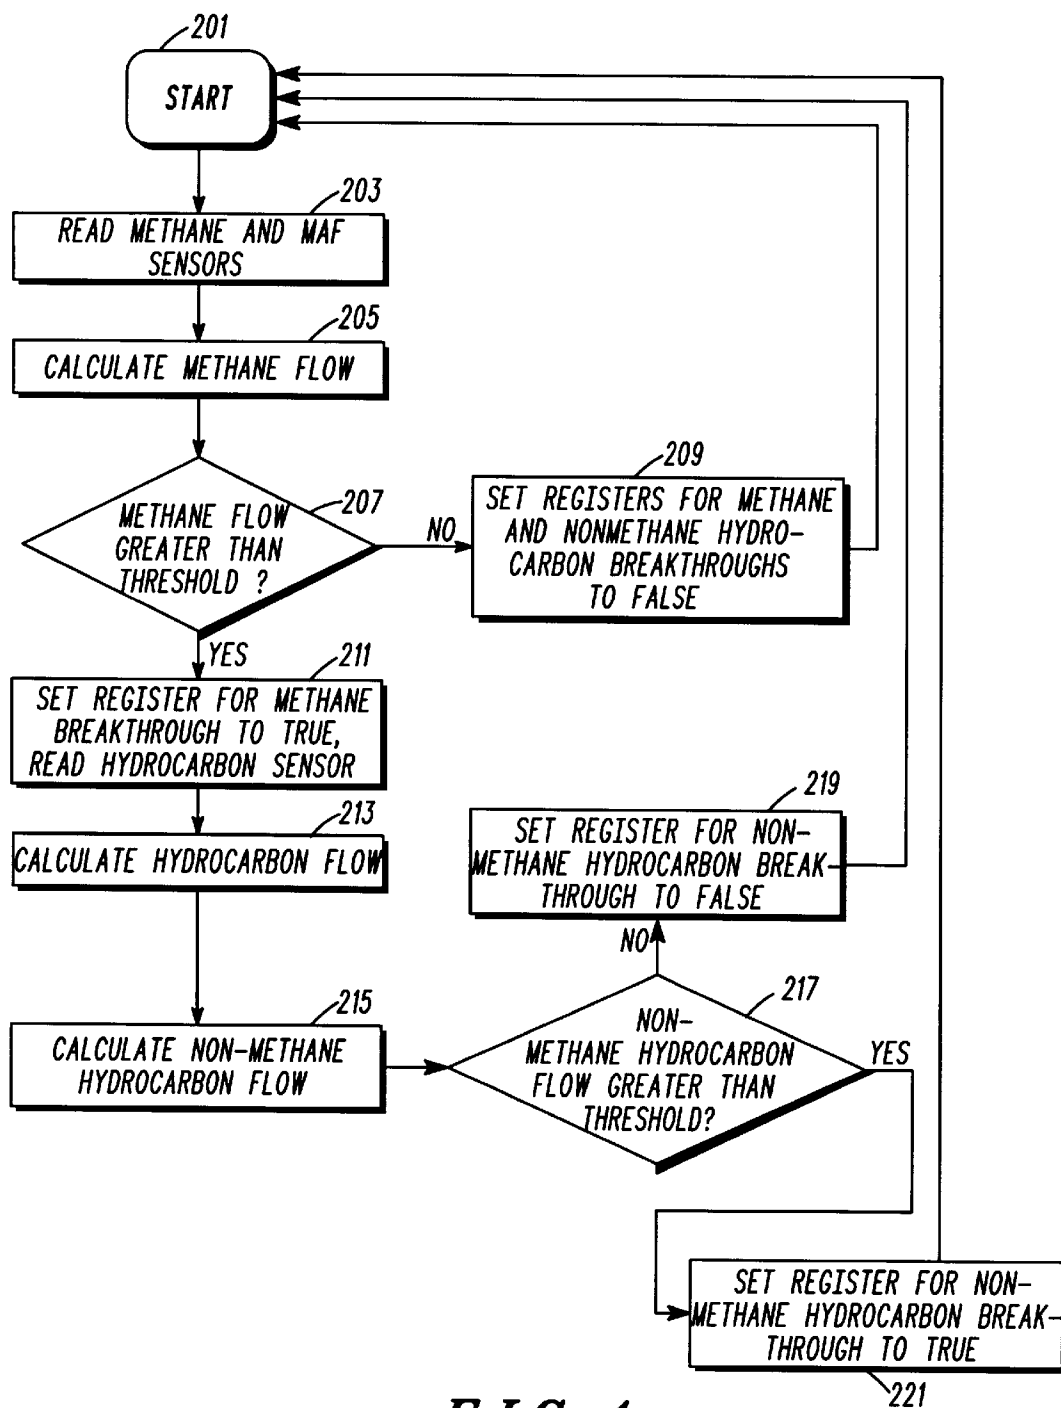 201
START
203
READ METHANE AND MAF
SENSORS
205
CALCULATE METHANE FLOW
207
METHANE FLOW
GREATER THAN
THRESHOLD ?
NO
209
SET REGISTERS FOR METHANE
AND NONMETHANE HYDRO-
CARBON BREAKTHROUGHS
TO FALSE
YES
211
SET REGISTER FOR METHANE
BREAKTHROUGH TO TRUE,
READ HYDROCARBON SENSOR
213
CALCULATE HYDROCARBON FLOW
215
CALCULATE NON-METHANE
HYDROCARBON FLOW
217
NON-
METHANE HYDROCARBON
FLOW GREATER THAN
THRESHOLD?
NO
219
SET REGISTER FOR NON-
METHANE HYDROCARBON BREAK-
THROUGH TO FALSE
YES
SET REGISTER FOR NON-
METHANE HYDROCARBON BREAK-
THROUGH TO TRUE
221